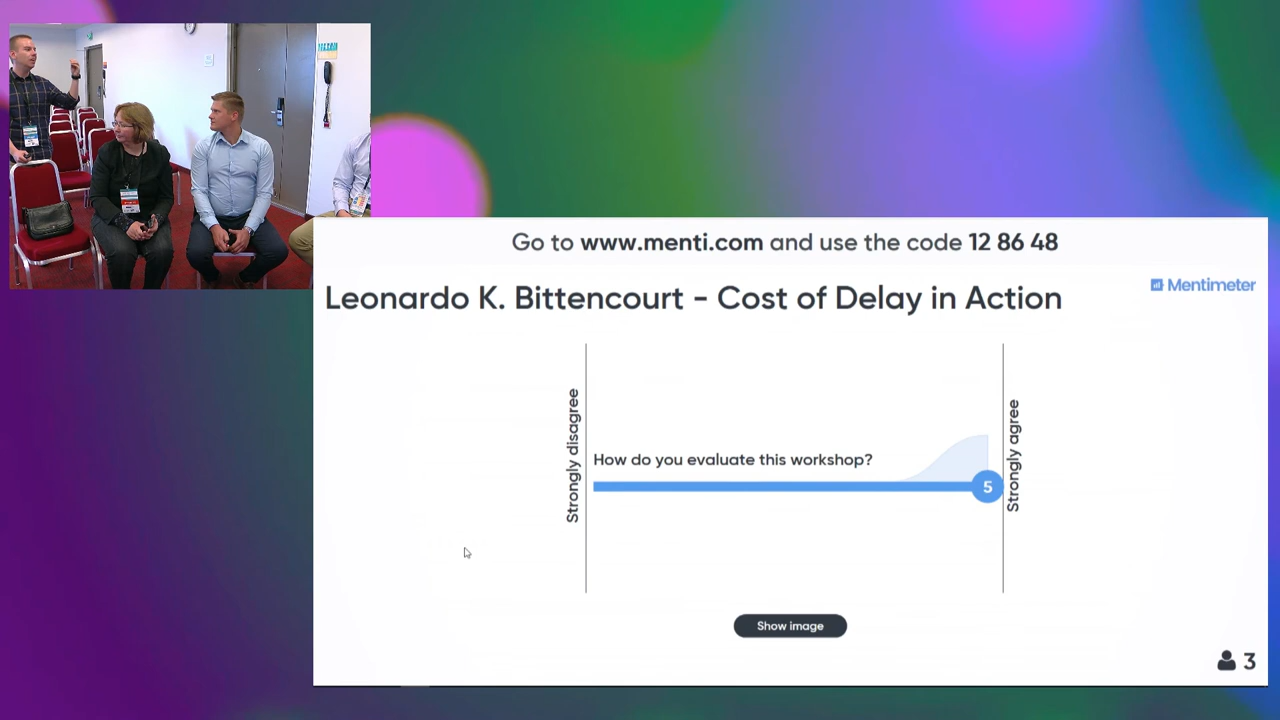 Go to www.menti.com and use the code 12 86 48
Leonardo K. Bittencourt - Cost of Delay in Action
Mentimeter
Strongly disagree
How do you evaluate this workshop?
5
Strongly agree
Show image
3